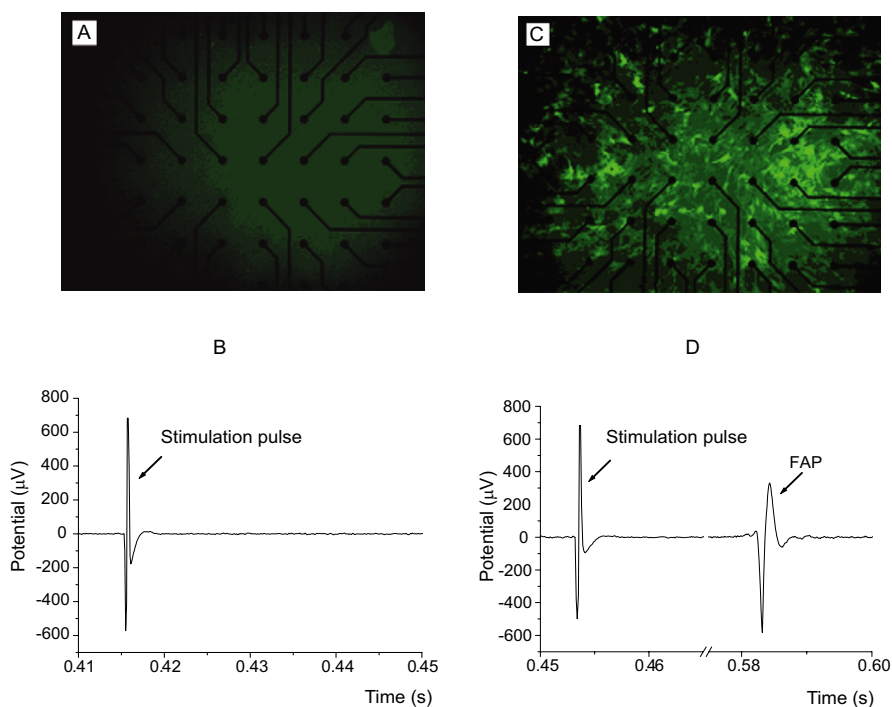 A
C
B
D
800
600
400
200
0
-200
-400
-600
Potential (μV)
Stimulation pulse
0.41 0.42 0.43 0.44 0.45
Time (s)
800
600
400
200
0
-200
-400
-600
Potential (μV)
Stimulation pulse
FAP
0.45 0.46 0.58 0.60
Time (s)